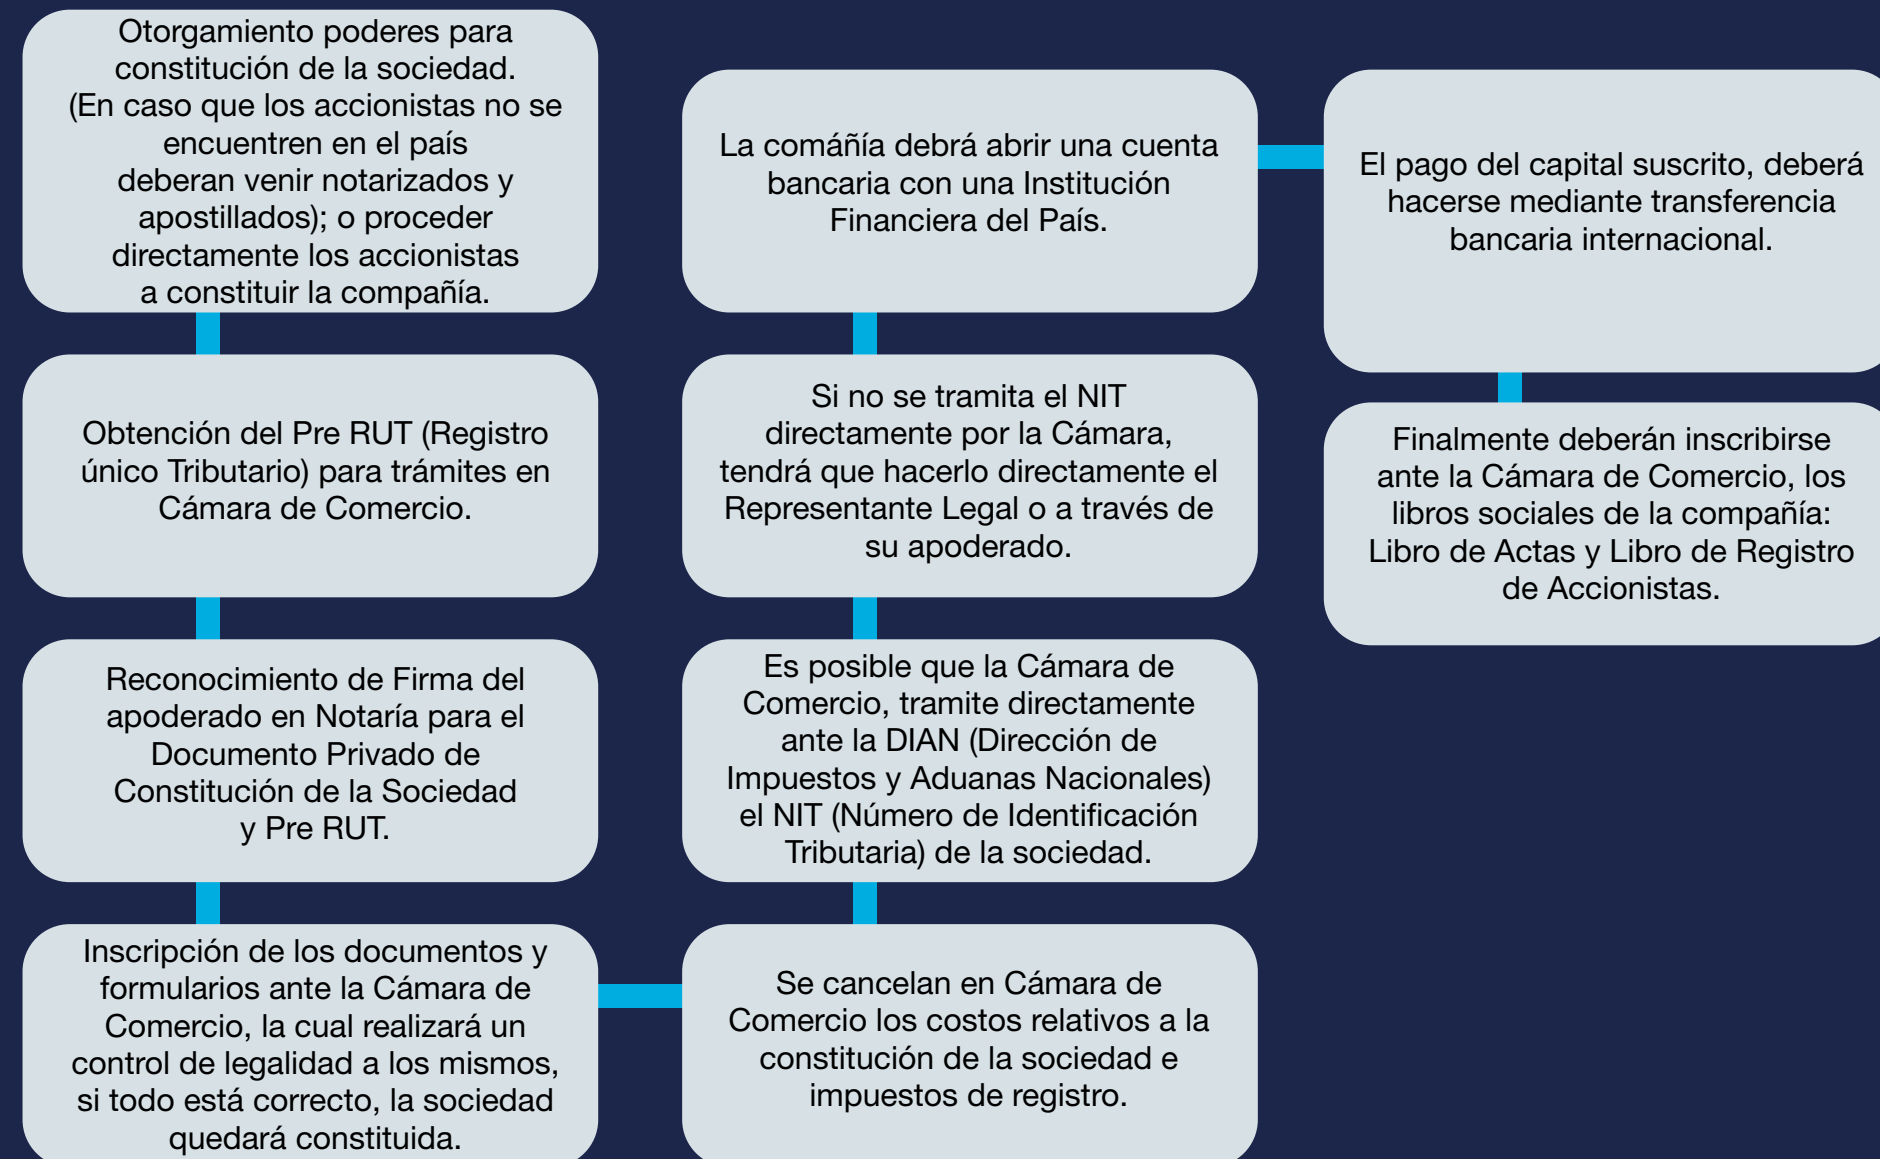 Otorgamiento poderes para
constitución de la sociedad.
(En caso que los accionistas no se
encuentren en el país
deberan venir notarizados y
apostillados); o proceder
directamente los accionistas
a constituir la compañía.
Obtención del Pre RUT (Registro
único Tributario) para trámites en
Cámara de Comercio.
Reconocimiento de Firma del
apoderado en Notaría para el
Documento Privado de
Constitución de la Sociedad
y Pre RUT.
Inscripción de los documentos y
formularios ante la Cámara de
Comercio, la cual realizará un
control de legalidad a los mismos,
si todo está correcto, la sociedad
quedará constituida.
Se cancelan en Cámara de
Comercio los costos relativos a la
constitución de la sociedad e
impuestos de registro.
Es posible que la Cámara de
Comercio, tramite directamente
ante la DIAN (Dirección de
Impuestos y Aduanas Nacionales)
el NIT (Número de Identificación
Tributaria) de la sociedad.
Si no se tramita el NIT
directamente por la Cámara,
tendrá que hacerlo directamente el
Representante Legal o a través de
su apoderado.
La comáñía debrá abrir una cuenta
bancaria con una Institución
Financiera del País.
El pago del capital suscrito, deberá
hacerse mediante transferencia
bancaria internacional.
Finalmente deberán inscribirse
ante la Cámara de Comercio, los
libros sociales de la compañía:
Libro de Actas y Libro de Registro
de Accionistas.